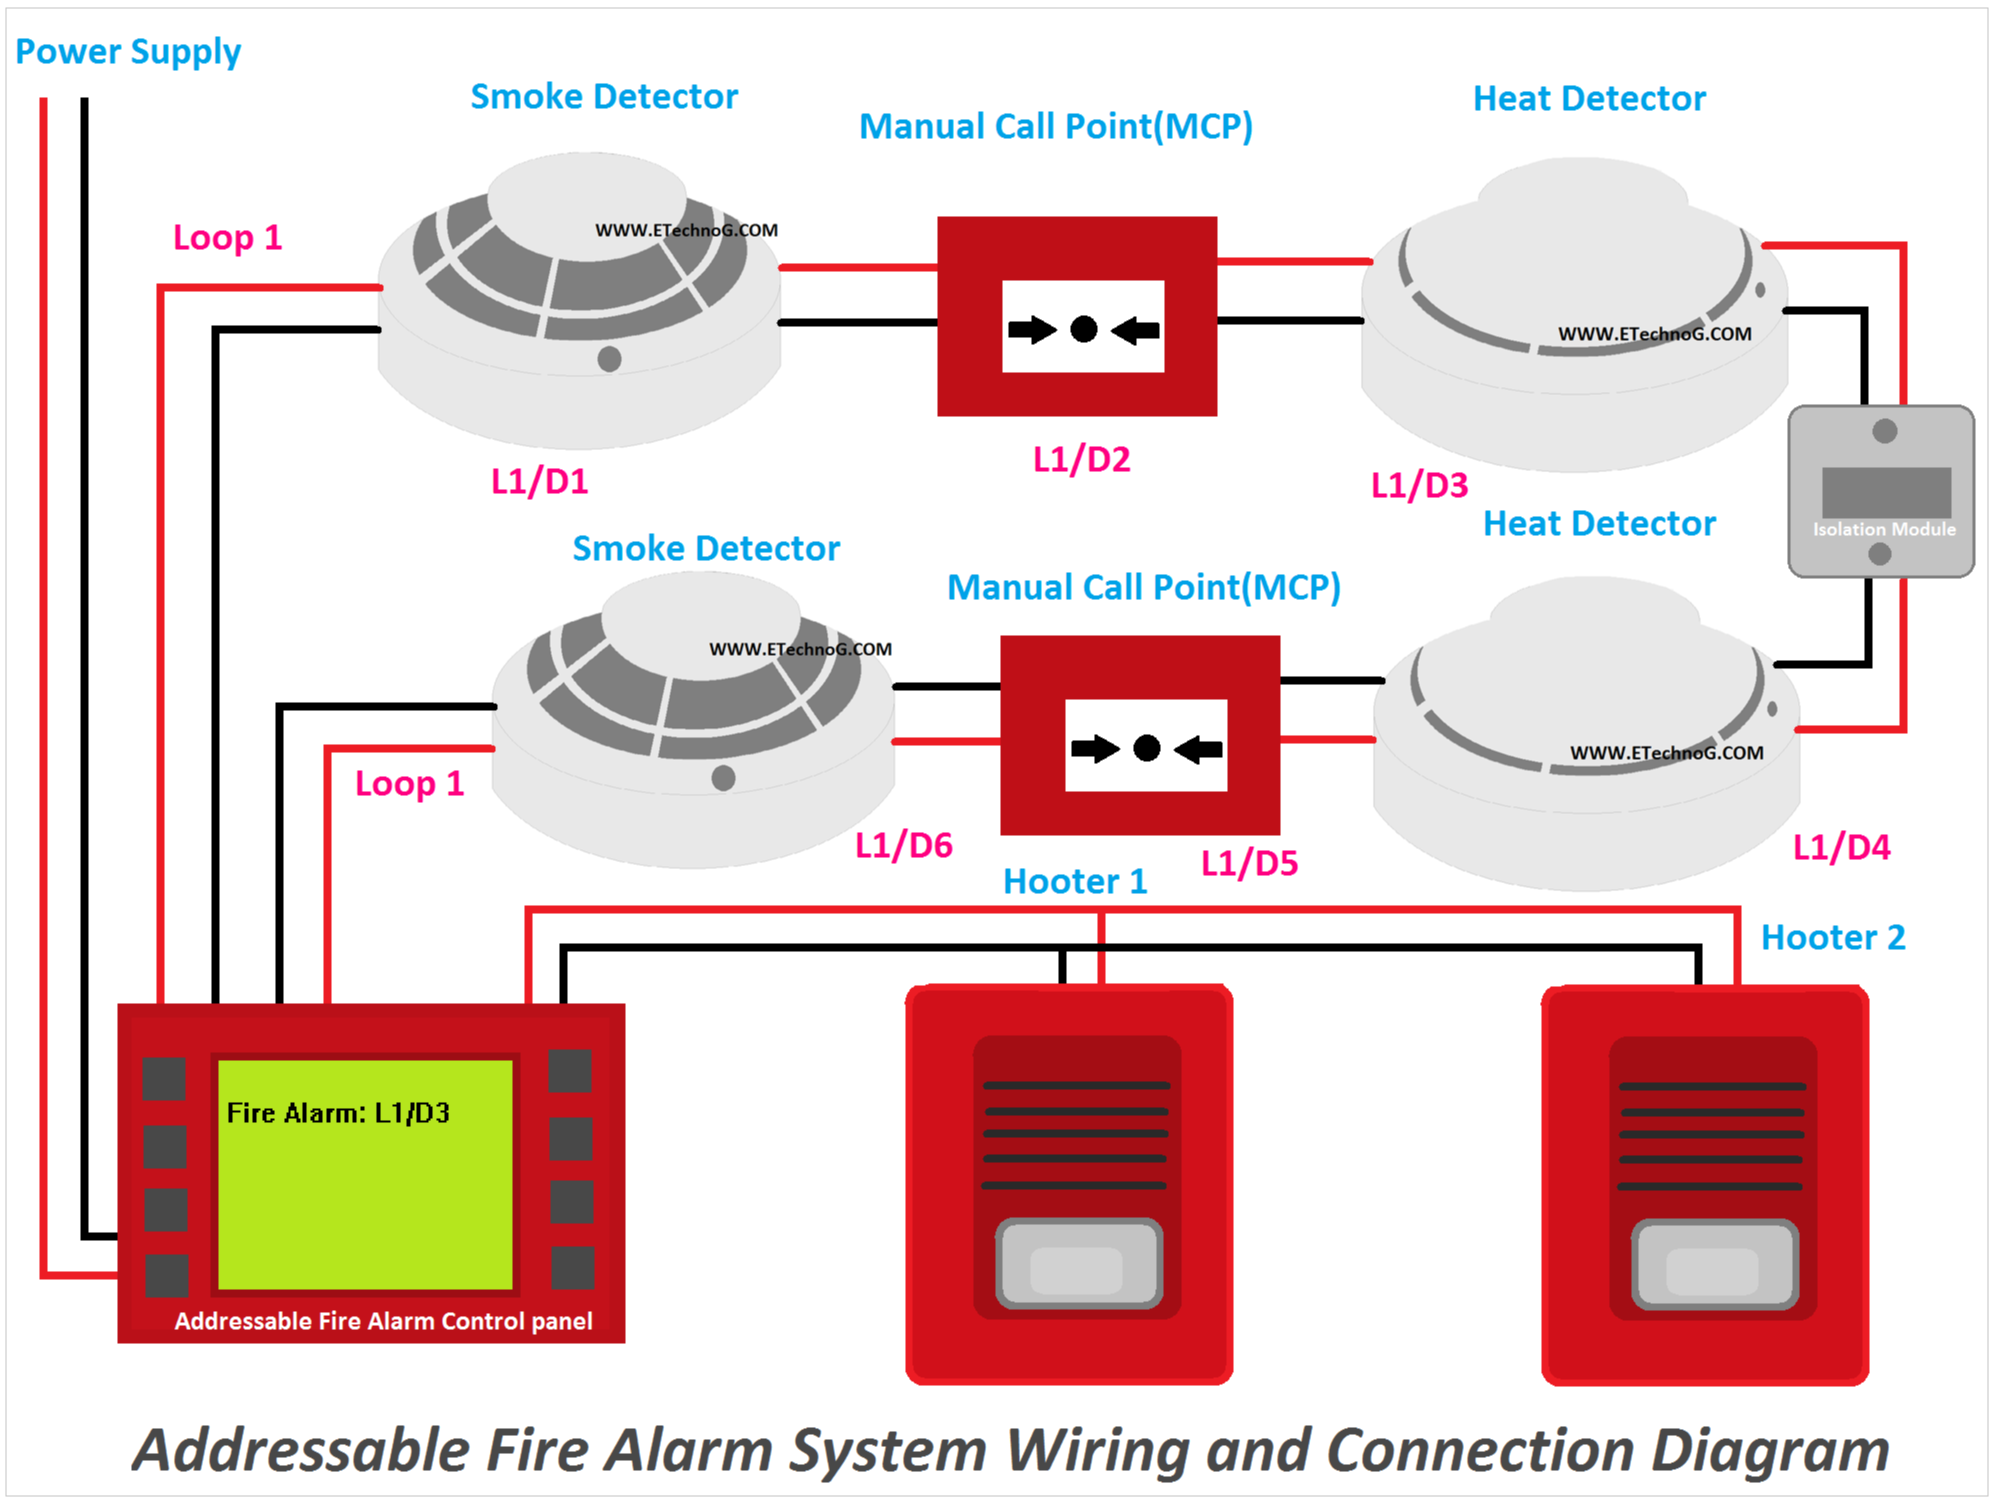 Power Supply
Smoke Detector
Manual Call Point(MCP)
Heat Detector
Loop 1
WWW.ETechnoG.COM
WWW.ETechnoG.COM
L1/D1
L1/D2
L1/D3
Isolation Module
Smoke Detector
Manual Call Point(MCP)
Heat Detector
WWW.ETechnoG.COM
WWW.ETechnoG.COM
Loop 1
L1/D6
L1/D5
L1/D4
Hooter 1
Hooter 2
Fire Alarm: L1/D3
Addressable Fire Alarm Control panel
Addressable Fire Alarm System Wiring and Connection Diagram